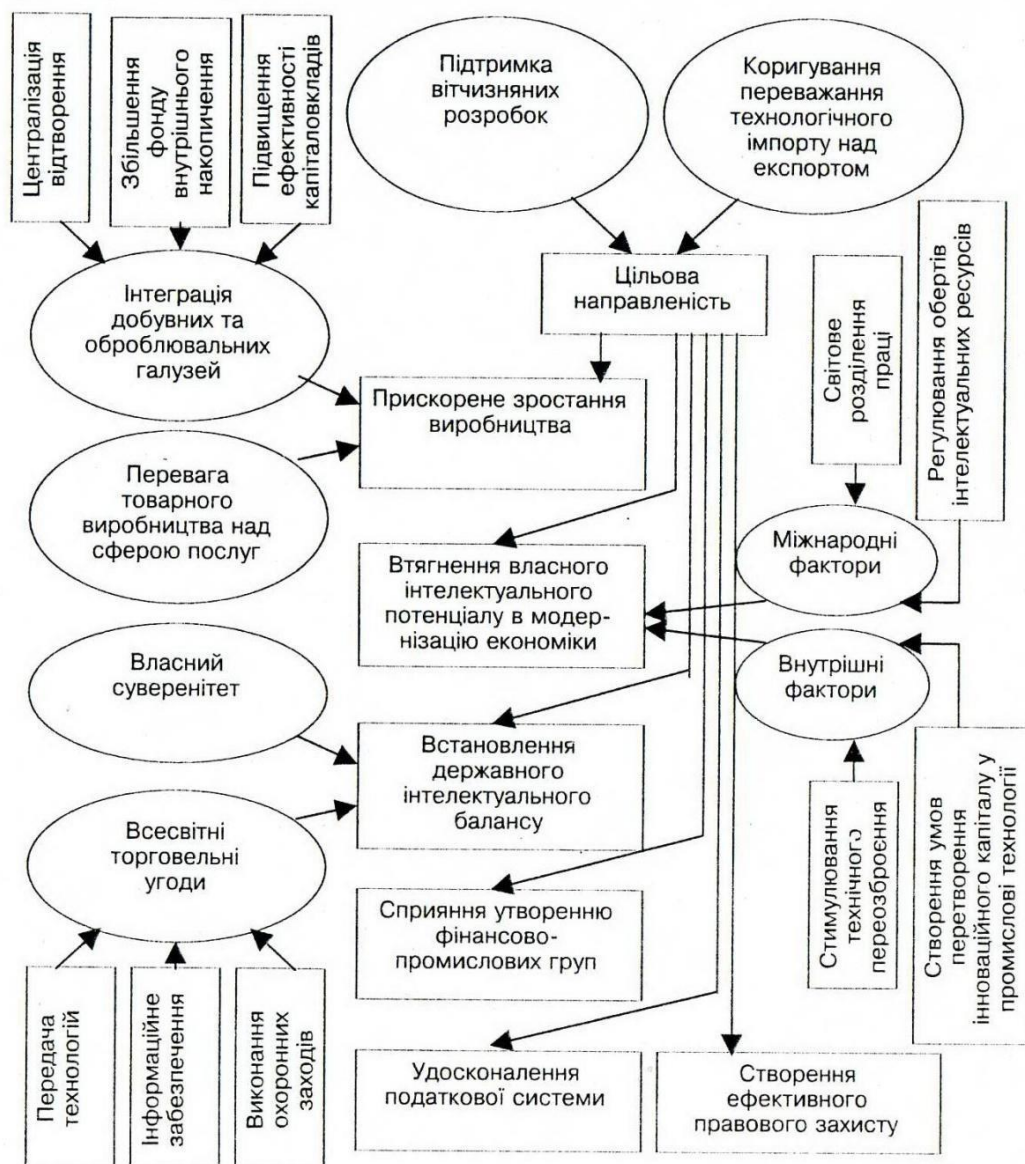 Централізація
відтворення
Збільшення
фонду
внутрішнього
накопичення
Підвищення
ефективності
капіталовкладів
Підтримка
вітчизняних
розробок
Коригування
переважання
технологічного
імпорту над
експортом
Цільова
направленість
Інтеграція
добувних та
оброблювальних
галузей
Прискорене зростання
виробництва
Світове
розділення
праці
Регулювання обертів
інтелектуальних ресурсів
Перевага
товарного
виробництва над
сферою послуг
Втягнення власного
інтелектуального
потенціалу в модер-
нізацію економіки
Міжнародні
фактори
Внутрішні
фактори
Власний
суверенітет
Встановлення
державного
інтелектуального
балансу
Всесвітні
торговельні
угоди
Сприяння утворенню
фінансово-
промислових груп
Стимулювання
технічного
переозброєння
Створення умов
перетворення
інноваційного капіталу у
промислові технології
Передача
технологій
Інформаційне
забезпечення
Виконання
охоронних
заходів
Удосконалення
податкової системи
Створення
ефективного
правового захисту